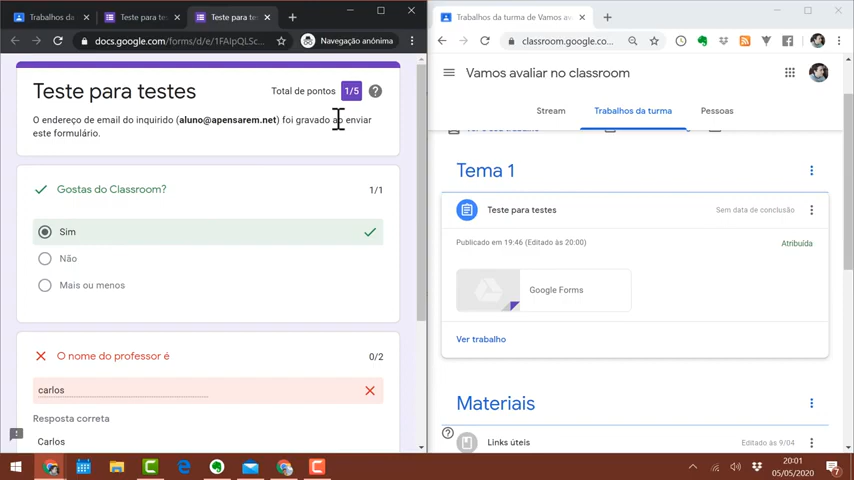 Trabalhos da t
Teste para test
Teste para tes
docs.google.com/forms/d/e/1FAIpQLSc...
Navegação anónima
Teste para testes
Total de pontos
1/5
O endereço de email do inquirido (aluno@apensarem.net) foi gravado ao enviar
este formulário.
Gostas do Classroom?
1/1
Sim
Não
Mais ou menos
O nome do professor é
0/2
carlos
Resposta correta
Carlos
Trabalhos da turma de Vamos av
classroom.google.co...
Vamos avaliar no classroom
Stream
Trabalhos da turma
Pessoas
Tema 1
Teste para testes
Sem data de conclusão
Publicado em 19:46 (Editado às 20:00)
Atribuída
Google Forms
Ver trabalho
Materiais
Links úteis
Editado às 9/04
20:01
05/05/2020
7